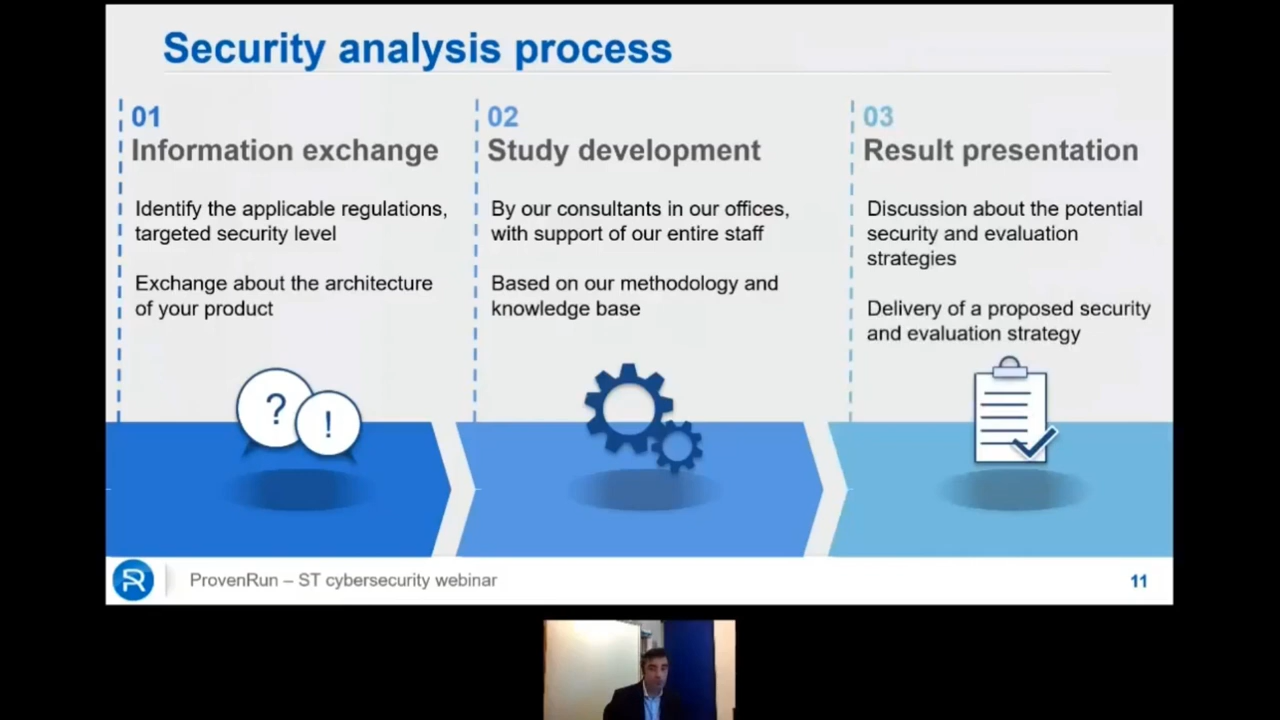 Security analysis process
01
Information exchange
Identify the applicable regulations,
targeted security level
Exchange about the architecture
of your product
?
!
02
Study development
By our consultants in our offices,
with support of our entire staff
Based on our methodology and
knowledge base
03
Result presentation
Discussion about the potential
security and evaluation
strategies
Delivery of a proposed security
and evaluation strategy
ProvenRun – ST cybersecurity webinar
11